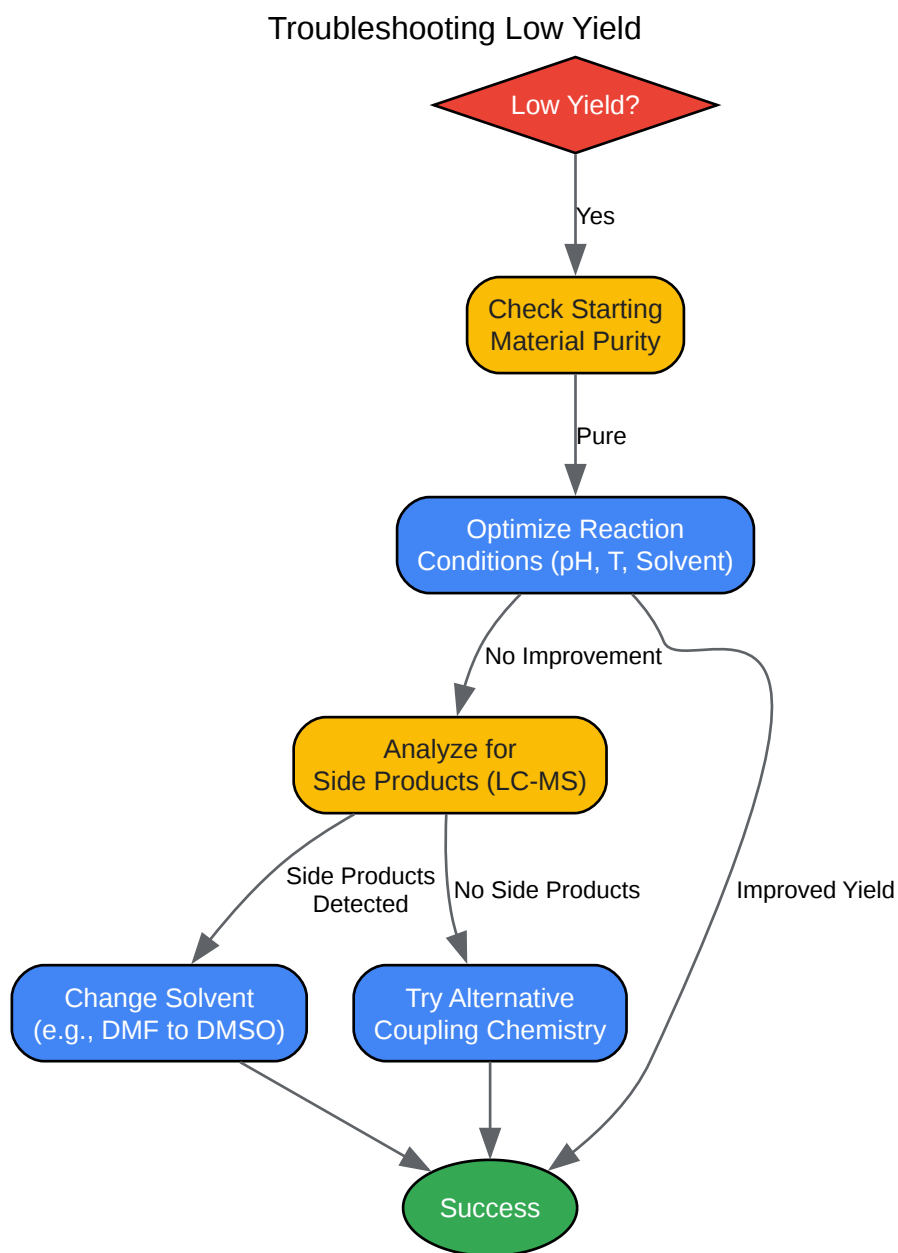 Troubleshooting Low Yield
Low Yield?
Yes
Check Starting
Material Purity
Pure
Optimize Reaction
Conditions (pH, T, Solvent)
No Improvement
Analyze for
Side Products (LC-MS)
Side Products
Detected
No Side Products
Improved Yield
Change Solvent
(e.g., DMF to DMSO)
Try Alternative
Coupling Chemistry
Success